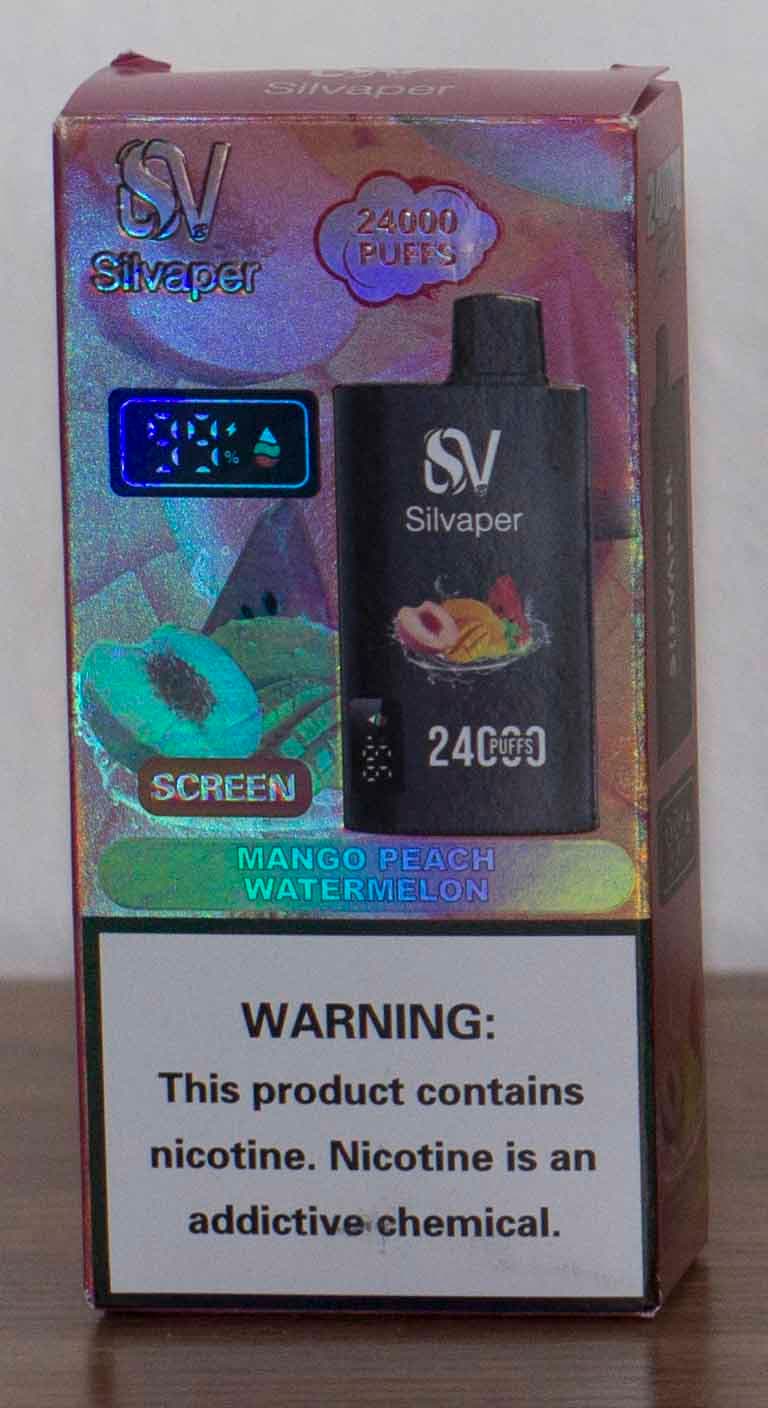 Silvaper
SV
Silvaper
24000
PUFFS
%
SV
Silvaper
24000
PUFFS
SCREEN
MANGO PEACH
WATERMELON
WARNING:
This product contains
nicotine. Nicotine is an
addictive chemical.
SILVAPER